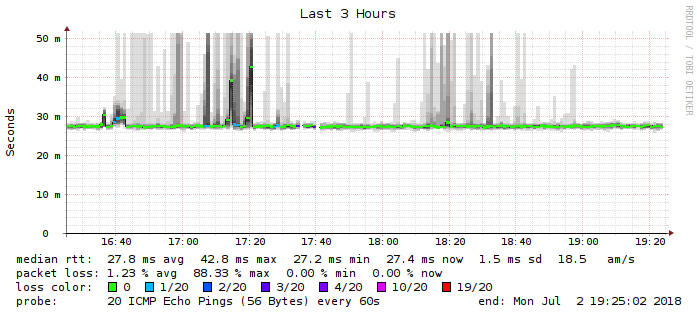 Last 3 Hours
RRDTOOL / TOBI OETIKER
Seconds
50 m
40 m
30 m
20 m
10 m
0
16:40 17:00 17:20 17:40 18:00 18:20 18:40 19:00 19:20
median rtt: 27.8 ms avg 42.8 ms max 27.2 ms min 27.4 ms now 1.5 ms sd 18.5 am/s
packet loss: 1.23 % avg 88.33 % max 0.00 % min 0.00 % now
loss color: 0 1/20 2/20 3/20 4/20 10/20 19/20
probe: 20 ICMP Echo Pings (56 Bytes) every 60s end: Mon Jul 2 19:25:02 2018